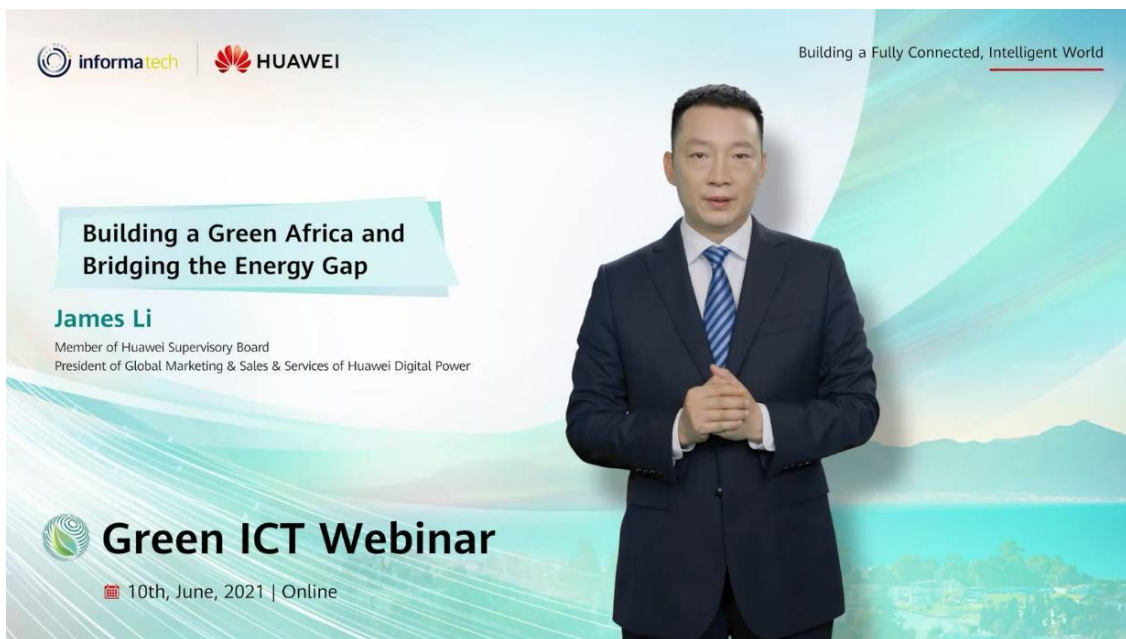 informa tech
HUAWEI
Building a Fully Connected, Intelligent World
Building a Green Africa and
Bridging the Energy Gap
James Li
Member of Huawei Supervisory Board
President of Global Marketing & Sales & Services of Huawei Digital Power
Green ICT Webinar
10th, June, 2021 | Online